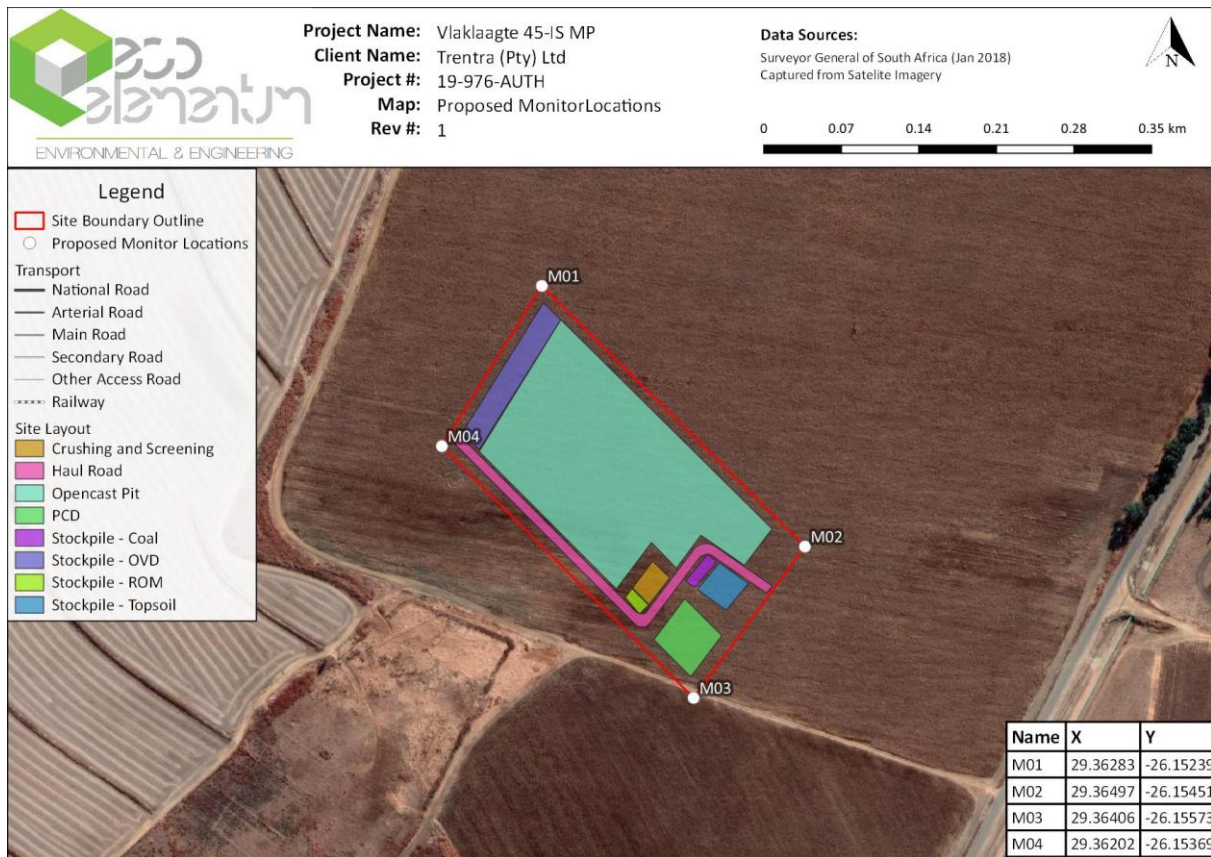 eco elementum
ENVIRONMENTAL & ENGINEERING
Project Name: Vlaklaagte 45-IS MP
Client Name: Trentra (Pty) Ltd
Project #: 19-976-AUTH
Map: Proposed MonitorLocations
Rev #: 1
Data Sources:
Surveyor General of South Africa (Jan 2018)
Captured from Satelite Imagery
N
0 0.07 0.14 0.21 0.28 0.35 km
Legend
Site Boundary Outline
Proposed Monitor Locations
Transport
National Road
Arterial Road
Main Road
Secondary Road
Other Access Road
Railway
Site Layout
Crushing and Screening
Haul Road
Opencast Pit
PCD
Stockpile - Coal
Stockpile - OVD
Stockpile - ROM
Stockpile - Topsoil
M01
M04
M02
M03
Name X Y
M01 29.36283 -26.15239
M02 29.36497 -26.15451
M03 29.36406 -26.15573
M04 29.36202 -26.15369